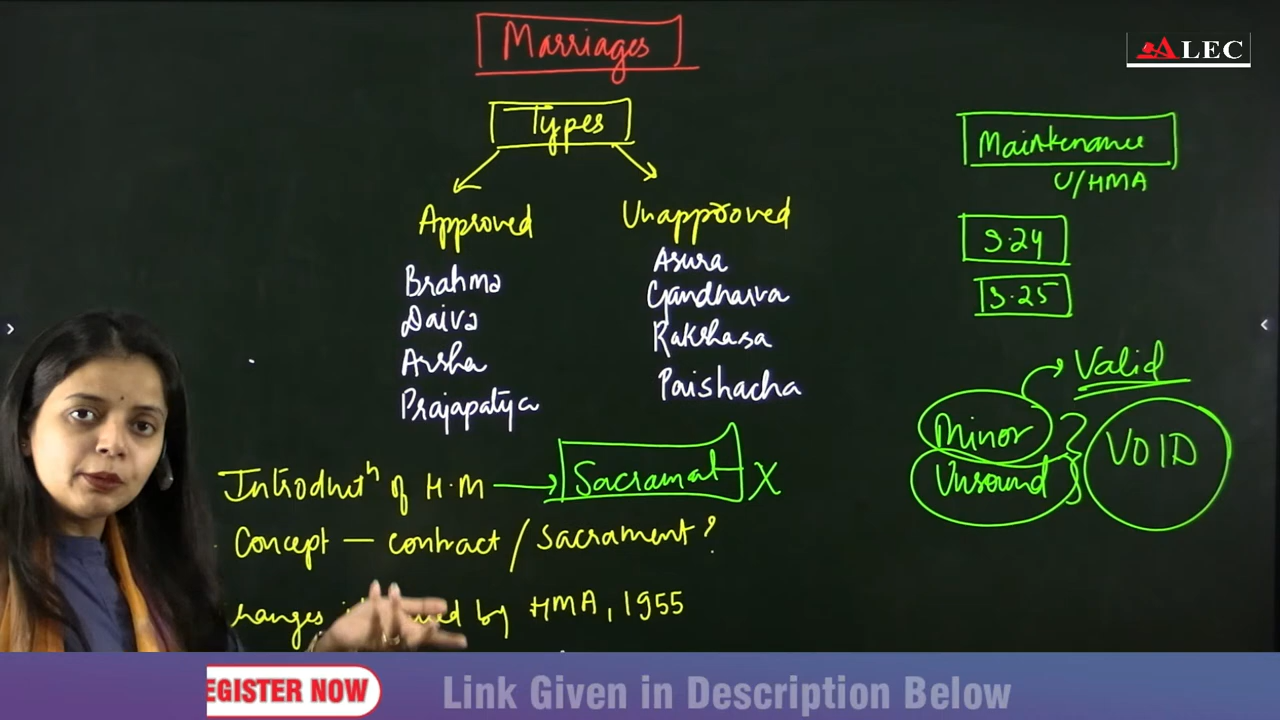 Marriages
ALEC
Types
Approved
Unapproved
Brahma
Daiva
Arsha
Prajapatya
Asura
Gandharva
Rakshasa
Paishacha
Introductn of H.M → Sacramat X
Concept — contract / Sacrament?
by HMA, 1955
Maintenance
U/HMA
S.24
S.25
Valid
Minor
Unsound
VOID
EGISTER NOW
Link Given in Description Below